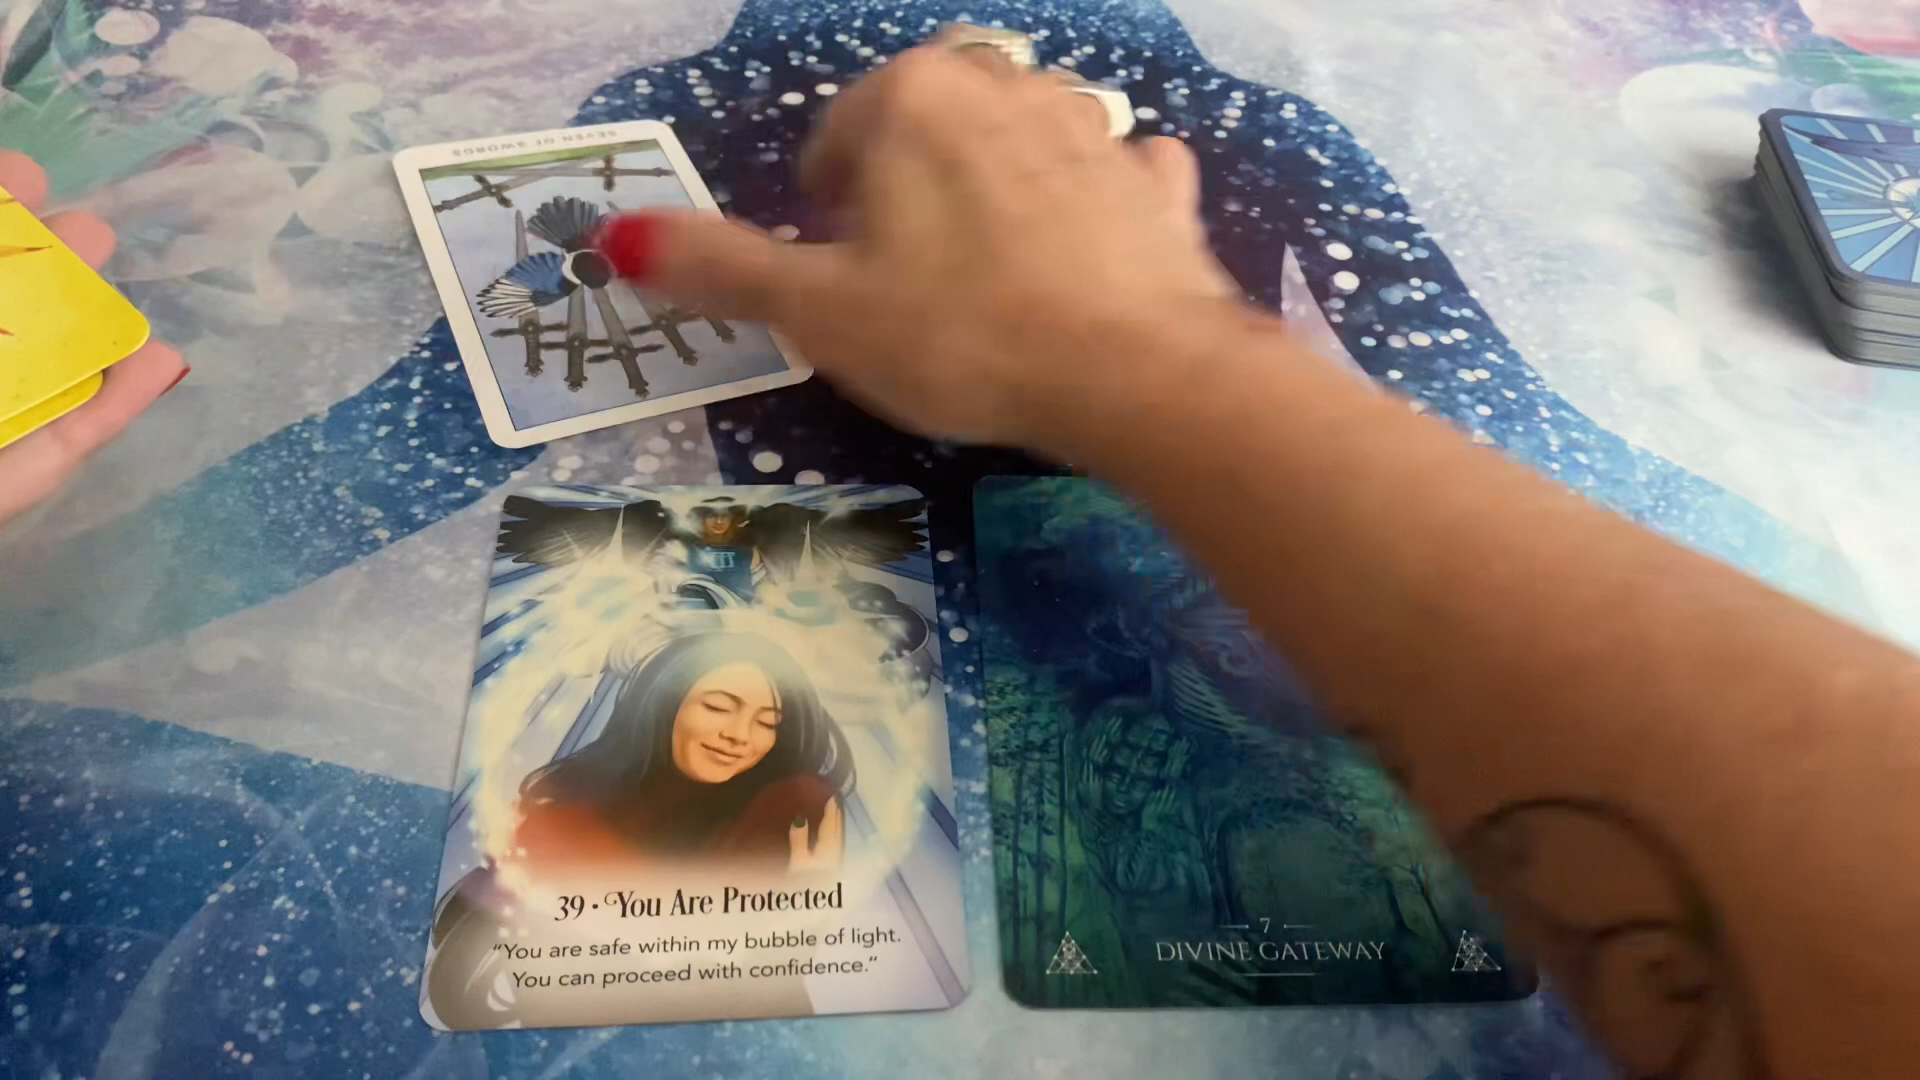 SEVEN OF SWORDS
39 · You Are Protected
“You are safe within my bubble of light.
You can proceed with confidence.”
7
DIVINE GATEWAY